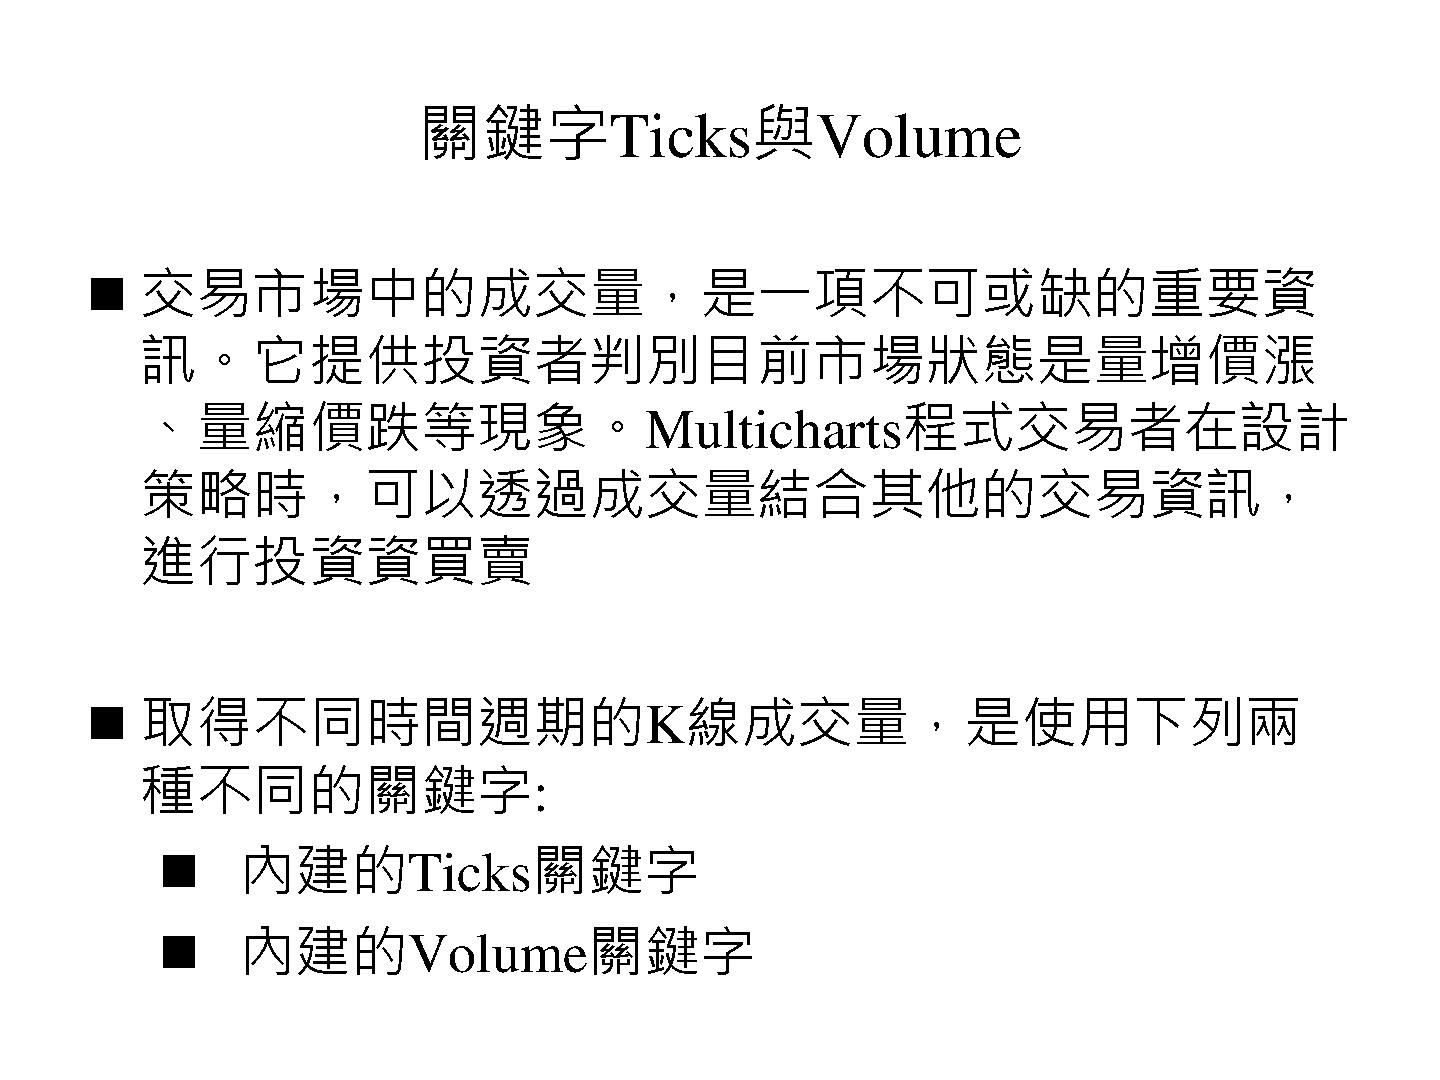 關鍵字Ticks與Volume
■ 交易市場中的成交量，是一項不可或缺的重要資
訊。它提供投資者判別目前市場狀態是量增價漲
、量縮價跌等現象。Multicharts程式交易者在設計
策略時，可以透過成交量結合其他的交易資訊，
進行投資資買賣
■ 取得不同時間週期的K線成交量，是使用下列兩
種不同的關鍵字:
■ 內建的Ticks關鍵字
■ 內建的Volume關鍵字